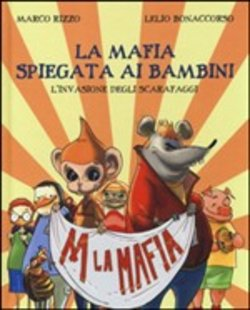 MARCO RIZZO LELIO BONACCORSO
LA MAFIA
SPIEGATA AI BAMBINI
L'INVASIONE DEGLI SCARAFAGGI
M LA MAFIA